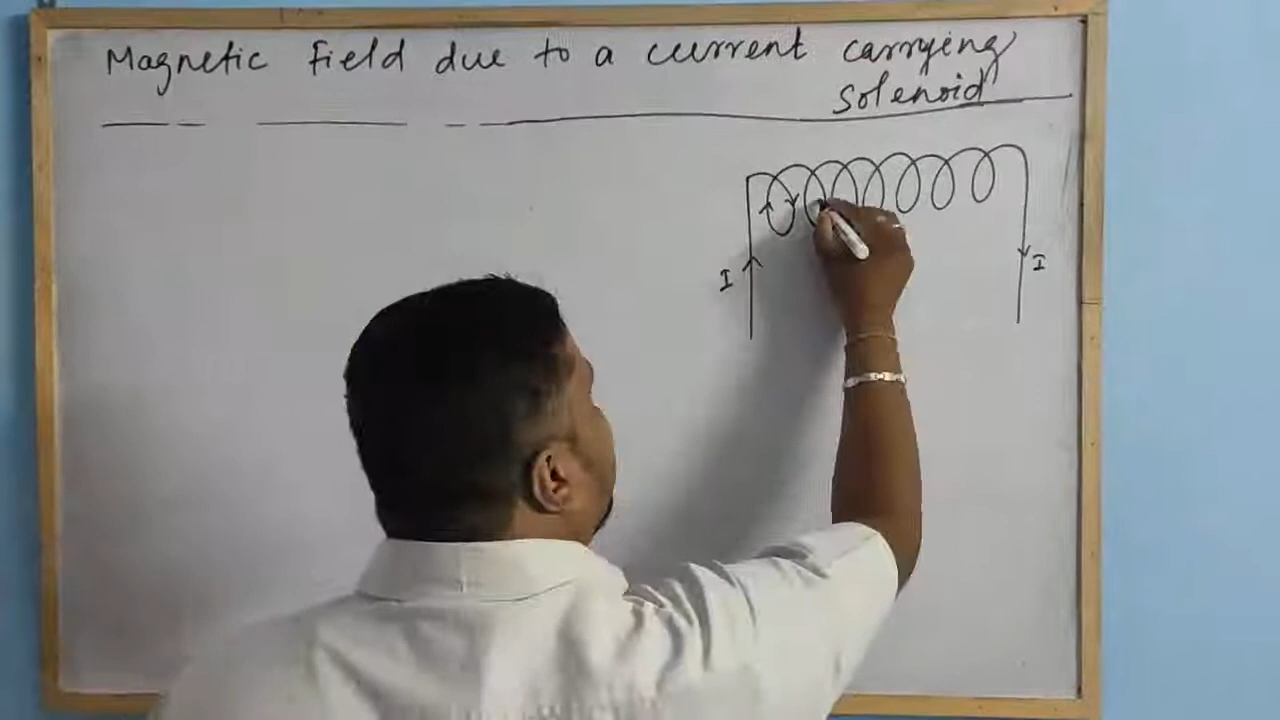 Magnetic field due to a current carrying
solenoid
I
I